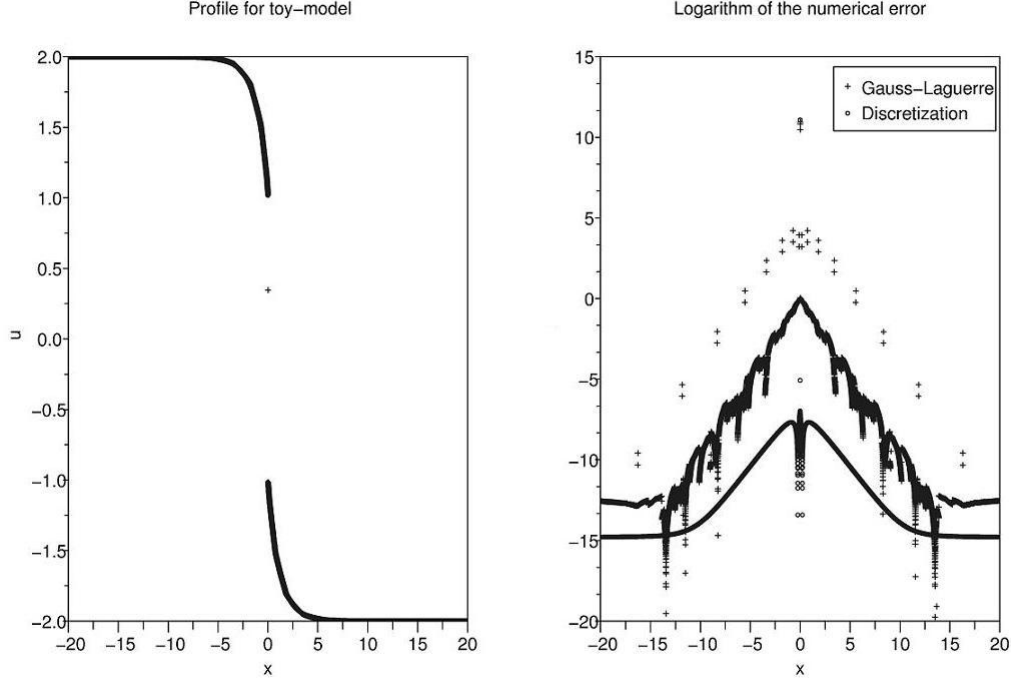 Profile for toy−model
Logarithm of the numerical error
2.0
1.5
1.0
0.5
0.0
−0.5
−1.0
−1.5
−2.0
u
−20 −15 −10 −5 0 5 10 15 20
x
15
10
5
0
−5
−10
−15
−20
Gauss−Laguerre
Discretization
−20 −15 −10 −5 0 5 10 15 20
x